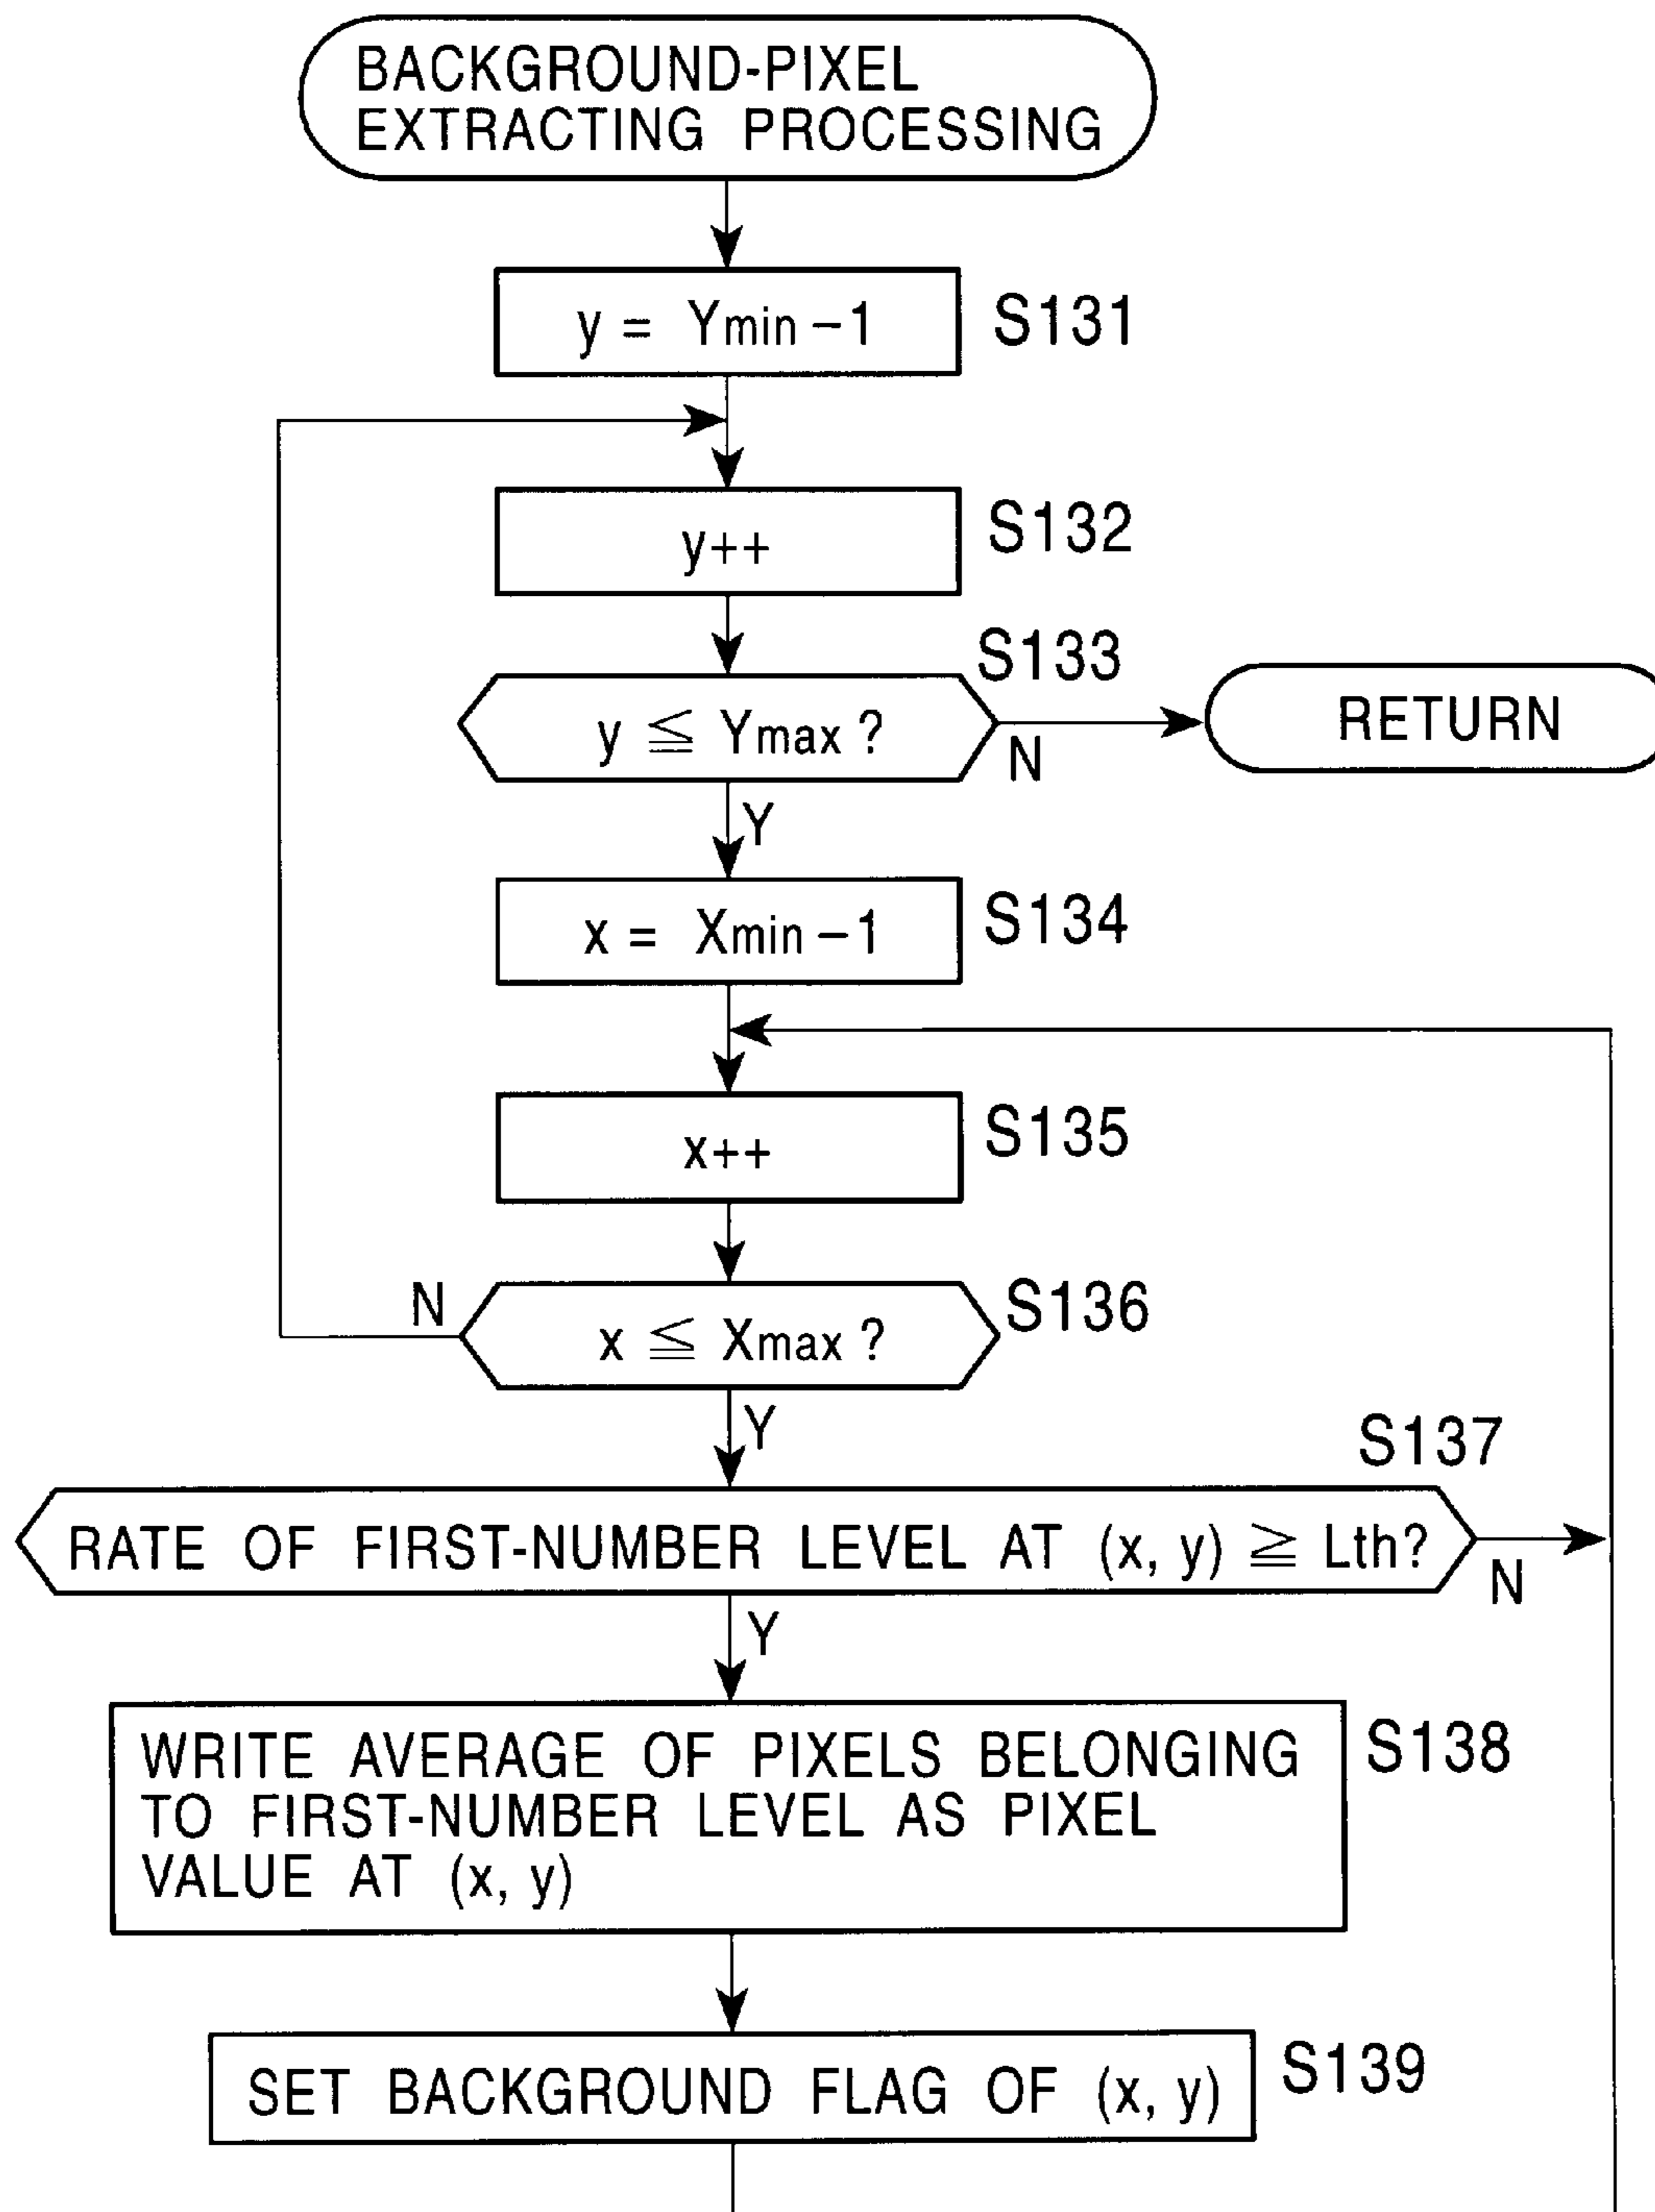 BACKGROUND-PIXEL
EXTRACTING PROCESSING
y = Ymin −1
S131
y++
S132
S133
y ≦ Ymax ?
N
RETURN
Y
x = Xmin −1
S134
x++
S135
N
x ≦ Xmax ?
S136
Y
S137
RATE OF FIRST-NUMBER LEVEL AT (x, y) ≧ Lth?
N
Y
WRITE AVERAGE OF PIXELS BELONGING
TO FIRST-NUMBER LEVEL AS PIXEL
VALUE AT (x, y)
S138
SET BACKGROUND FLAG OF (x, y)
S139